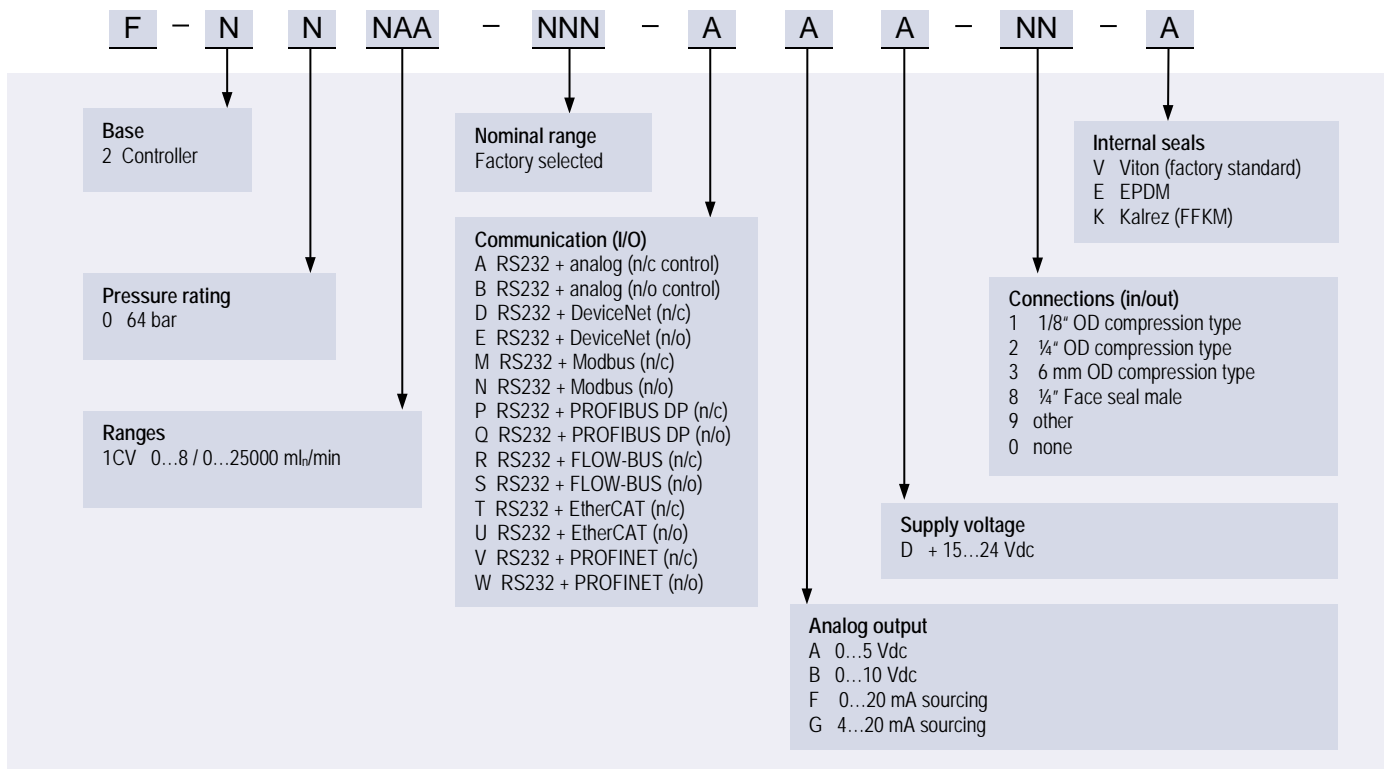 F – N N NAA – NNN – A A A – NN – A
Base
2 Controller
Pressure rating
0 64 bar
Ranges
1CV 0…8 / 0…25000 mlₙ/min
Nominal range
Factory selected
Communication (I/O)
A RS232 + analog (n/c control)
B RS232 + analog (n/o control)
D RS232 + DeviceNet (n/c)
E RS232 + DeviceNet (n/o)
M RS232 + Modbus (n/c)
N RS232 + Modbus (n/o)
P RS232 + PROFIBUS DP (n/c)
Q RS232 + PROFIBUS DP (n/o)
R RS232 + FLOW-BUS (n/c)
S RS232 + FLOW-BUS (n/o)
T RS232 + EtherCAT (n/c)
U RS232 + EtherCAT (n/o)
V RS232 + PROFINET (n/c)
W RS232 + PROFINET (n/o)
Internal seals
V Viton (factory standard)
E EPDM
K Kalrez (FFKM)
Connections (in/out)
1 1/8" OD compression type
2 ¼" OD compression type
3 6 mm OD compression type
8 ¼" Face seal male
9 other
0 none
Supply voltage
D + 15…24 Vdc
Analog output
A 0…5 Vdc
B 0…10 Vdc
F 0…20 mA sourcing
G 4…20 mA sourcing